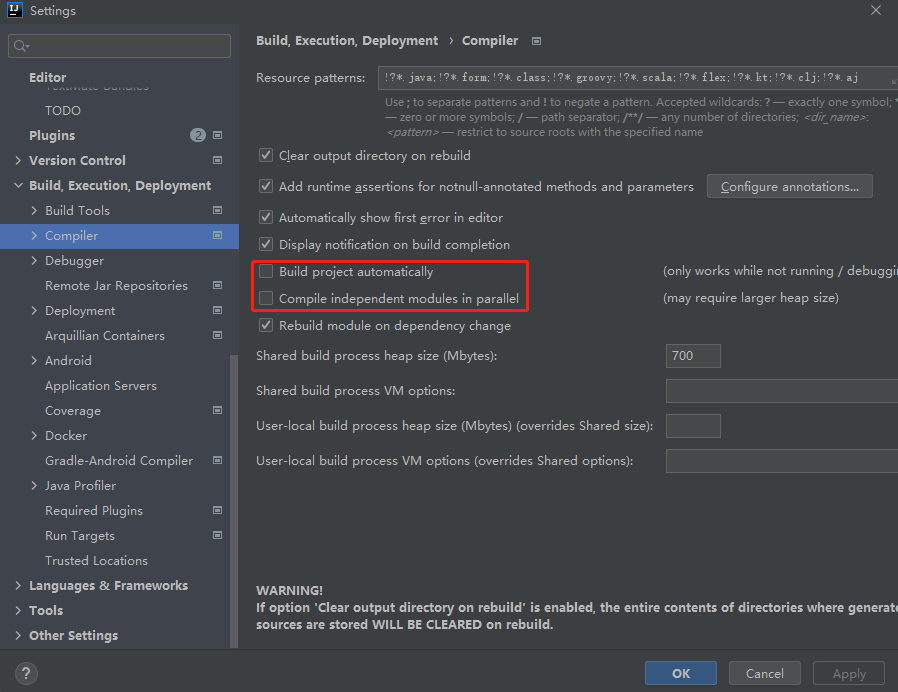 IJ
Settings
Editor
TextMate Bundles
TODO
Plugins
2
Version Control
Build, Execution, Deployment
Build Tools
Compiler
Debugger
Remote Jar Repositories
Deployment
Arquillian Containers
Android
Application Servers
Coverage
Docker
Gradle-Android Compiler
Java Profiler
Required Plugins
Run Targets
Trusted Locations
Languages & Frameworks
Tools
Other Settings
Build, Execution, Deployment › Compiler
Resource patterns: !?*.java;!?*.form;!?*.class;!?*.groovy;!?*.scala;!?*.flex;!?*.kt;!?*.clj;!?*.aj
Use ; to separate patterns and ! to negate a pattern. Accepted wildcards: ? — exactly one symbol; *
— zero or more symbols; / — path separator; /**/ — any number of directories; <dir_name>:
<pattern> — restrict to source roots with the specified name
Clear output directory on rebuild
Add runtime assertions for notnull-annotated methods and parameters Configure annotations...
Automatically show first error in editor
Display notification on build completion
Build project automatically (only works while not running / debuggin
Compile independent modules in parallel (may require larger heap size)
Rebuild module on dependency change
Shared build process heap size (Mbytes): 700
Shared build process VM options:
User-local build process heap size (Mbytes) (overrides Shared size):
User-local build process VM options (overrides Shared options):
WARNING!
If option 'Clear output directory on rebuild' is enabled, the entire contents of directories where generate
sources are stored WILL BE CLEARED on rebuild.
?
OK Cancel Apply